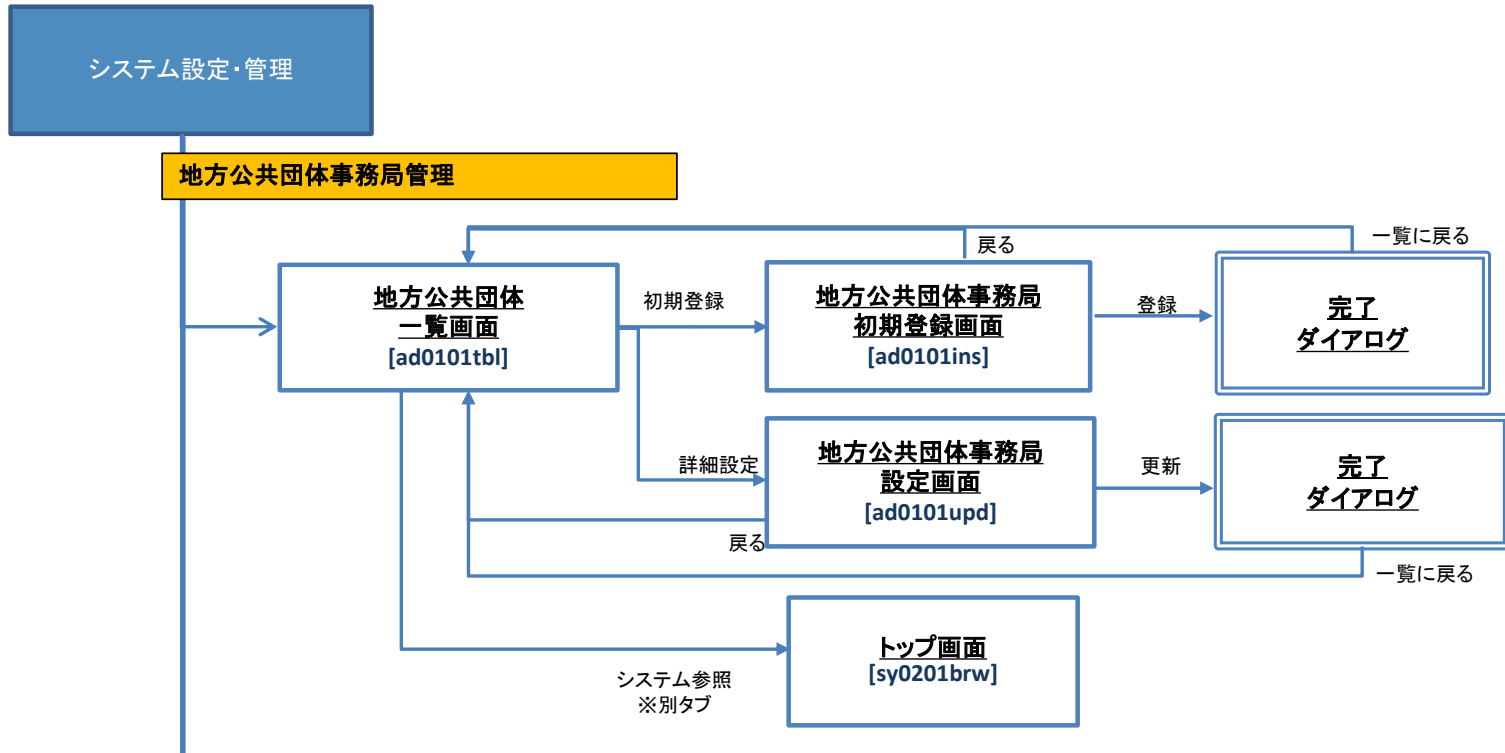 システム設定・管理
地方公共団体事務局管理
戻る
一覧に戻る
地方公共団体
一覧画面
[ad0101tbl]
初期登録
地方公共団体事務局
初期登録画面
[ad0101ins]
登録
完了
ダイアログ
詳細設定
地方公共団体事務局
設定画面
[ad0101upd]
更新
完了
ダイアログ
戻る
一覧に戻る
トップ画面
[sy0201brw]
システム参照
※別タブ